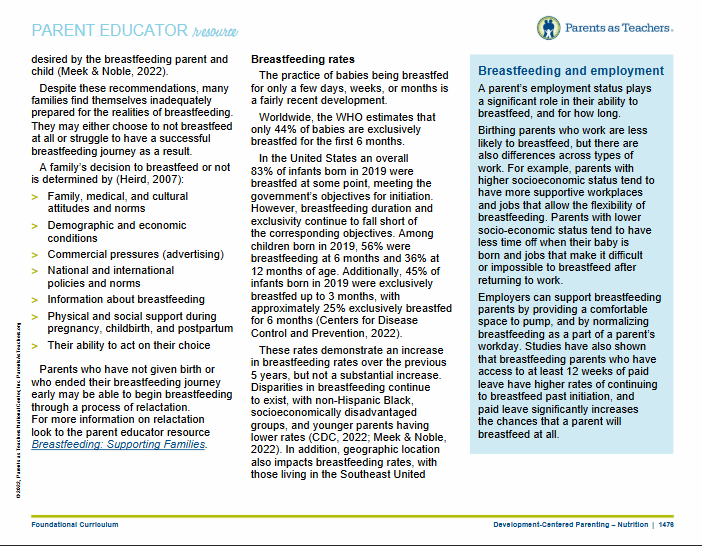 PARENT EDUCATOR resource
Parents as Teachers®
desired by the breastfeeding parent and
child (Meek & Noble, 2022).
Despite these recommendations, many
families find themselves inadequately
prepared for the realities of breastfeeding.
They may either choose to not breastfeed
at all or struggle to have a successful
breastfeeding journey as a result.
A family's decision to breastfeed or not
is determined by (Heird, 2007):
> Family, medical, and cultural
attitudes and norms
> Demographic and economic
conditions
> Commercial pressures (advertising)
> National and international
policies and norms
> Information about breastfeeding
> Physical and social support during
pregnancy, childbirth, and postpartum
> Their ability to act on their choice
Parents who have not given birth or
who ended their breastfeeding journey
early may be able to begin breastfeeding
through a process of relactation.
For more information on relactation
look to the parent educator resource
Breastfeeding: Supporting Families.
Breastfeeding rates
The practice of babies being breastfed
for only a few days, weeks, or months is
a fairly recent development.
Worldwide, the WHO estimates that
only 44% of babies are exclusively
breastfed for the first 6 months.
In the United States an overall
83% of infants born in 2019 were
breastfed at some point, meeting the
government's objectives for initiation.
However, breastfeeding duration and
exclusivity continue to fall short of
the corresponding objectives. Among
children born in 2019, 56% were
breastfeeding at 6 months and 36% at
12 months of age. Additionally, 45% of
infants born in 2019 were exclusively
breastfed up to 3 months, with
approximately 25% exclusively breastfed
for 6 months (Centers for Disease
Control and Prevention, 2022).
These rates demonstrate an increase
in breastfeeding rates over the previous
5 years, but not a substantial increase.
Disparities in breastfeeding continue
to exist, with non-Hispanic Black,
socioeconomically disadvantaged
groups, and younger parents having
lower rates (CDC, 2022; Meek & Noble,
2022). In addition, geographic location
also impacts breastfeeding rates, with
those living in the Southeast United
Breastfeeding and employment
A parent's employment status plays
a significant role in their ability to
breastfeed, and for how long.
Birthing parents who work are less
likely to breastfeed, but there are
also differences across types of
work. For example, parents with
higher socioeconomic status tend to
have more supportive workplaces
and jobs that allow the flexibility of
breastfeeding. Parents with lower
socio-economic status tend to have
less time off when their baby is
born and jobs that make it difficult
or impossible to breastfeed after
returning to work.
Employers can support breastfeeding
parents by providing a comfortable
space to pump, and by normalizing
breastfeeding as a part of a parent's
workday. Studies have also shown
that breastfeeding parents who have
access to at least 12 weeks of paid
leave have higher rates of continuing
to breastfeed past initiation, and
paid leave significantly increases
the chances that a parent will
breastfeed at all.
©2022, Parents as Teachers National Center, Inc. ParentsAsTeachers.org
Foundational Curriculum
Development-Centered Parenting – Nutrition | 1476